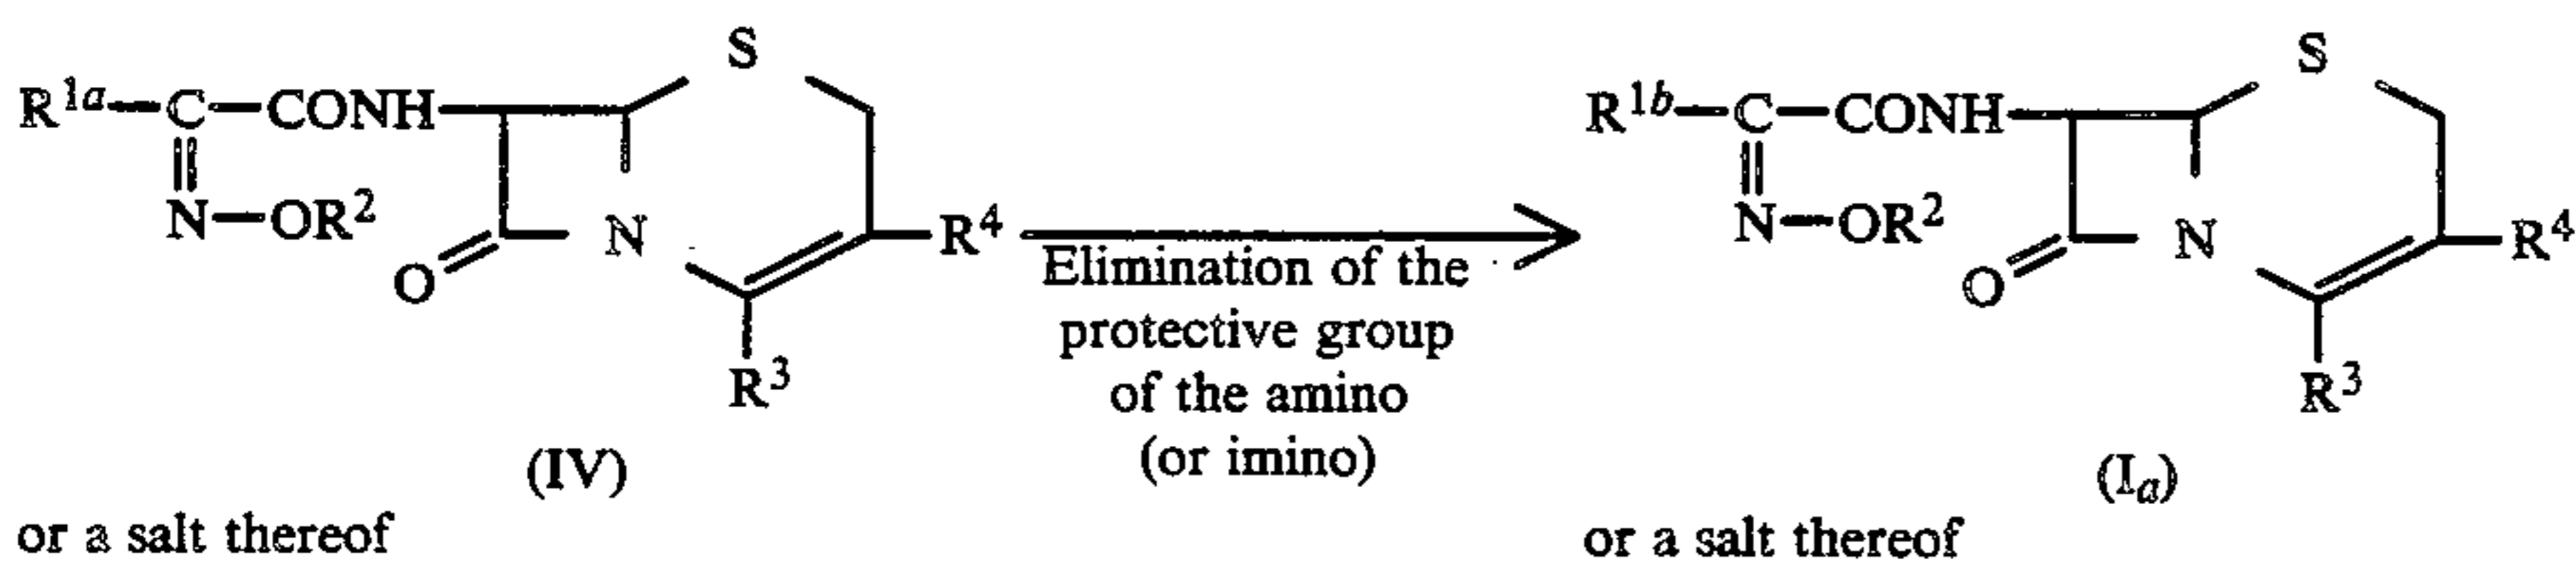 S S
R1a—C—CONH R1b—C—CONH
N—OR2 N R4 N—OR2 N R4
O O
Elimination of the
protective group
R3 R3
of the amino
(or imino)
(IV) (Ia)
or a salt thereof or a salt thereof